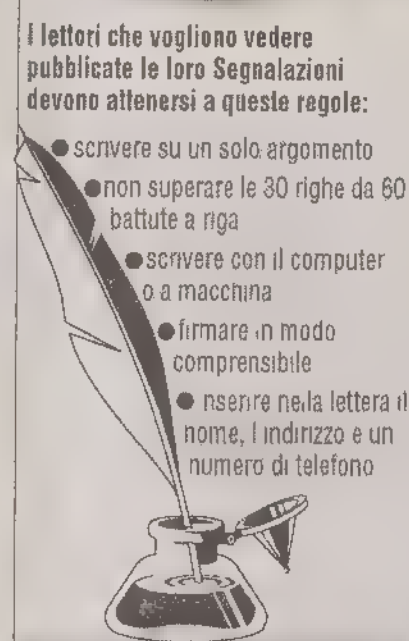 I lettori che vogliono vedere
pubblicate le loro Segnalazioni
devono attenersi a queste regole:
● scrivere su un solo argomento
● non superare le 30 righe da 60
battute a riga
● scrivere con il computer
o a macchina
● firmare in modo
comprensibile
● inserire nella lettera il
nome, l'indirizzo e un
numero di telefono